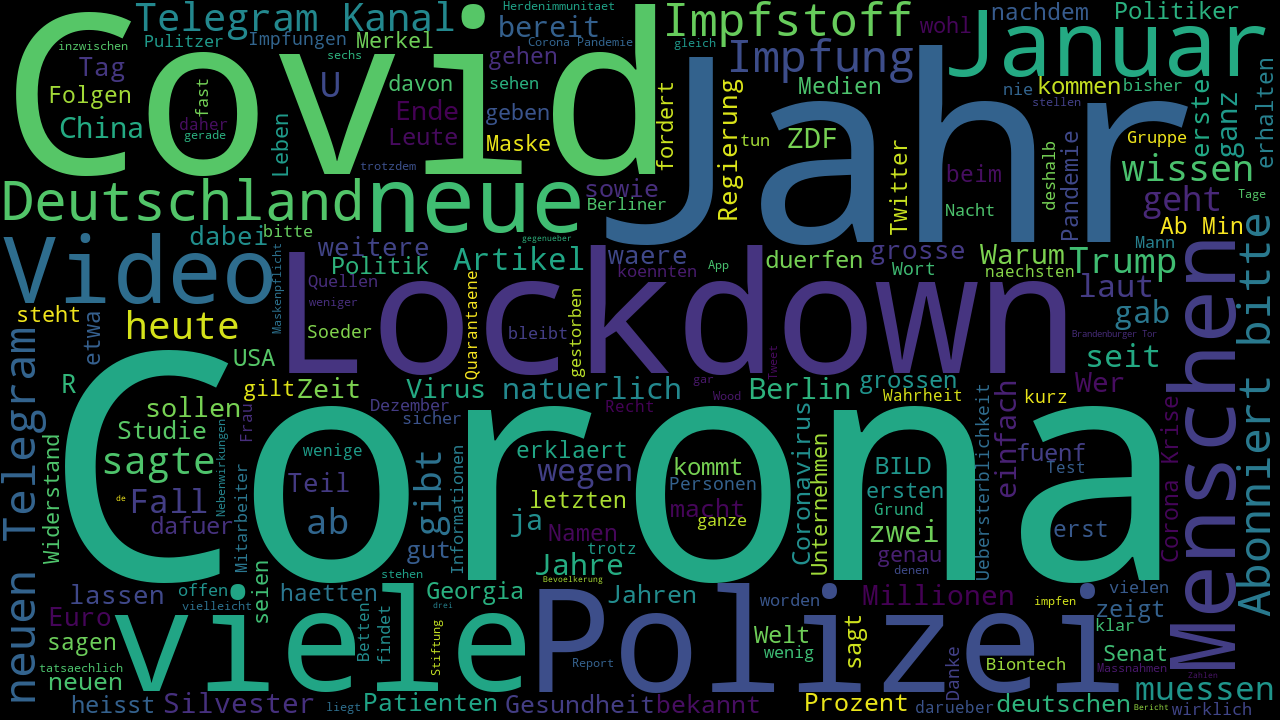 Covid
Jahr
Januar
Telegram Kanal
Herdenimmunitaet
bereit
Impfstoff
wohl
nachdem
Politiker
inzwischen
Pulitzer
Impfungen
Merkel
Corona Pandemie
gleich
Impfung
sechs
gehen
Tag
U
davon
sehen
Medien
nie
kommen
bisher
erhalten
Folgen
fast
Ende
geben
fordert
Regierung
stellen
erste
ganz
China
daher
gerade
Leben
Leute
Maske
tun
ZDF
Twitter
Gruppe
trotzdem
deshalb
Pandemie
wissen
Deutschland
neue
sowie
Berliner
beim
Nacht
geht
Tage
Video
dabei
bitte
gegenueber
Ab Min
weitere
Artikel
waere
grosse
Warum
Mann
Trump
Maskenpflicht
Politik
koennten
App
duerfen
Wort
naechsten
Quellen
laut
steht
heute
etwa
weniger
Quarantaene
gestorben
Lockdown
gab
Soeder
bleibt
Brandenburger Tor
Menschen
Abonniert bitte
neuen Telegram
USA
Tweet
seit
R
gilt
Zeit
Virus
natuerlich
gar
Wood
Berlin
grossen
Wahrheit
Wer
sollen
Frau
Dezember
sicher
Recht
Uebersterblichkeit
einfach
kurz
Studie
Nebenwirkungen
Corona
wenige
erklaert
Coronavirus
fuenf
Corona Krise
Widerstand
sagte
gibt
Informationen
wegen
kommt
Unternehmen
BILD
Test
Mitarbeiter
Teil
Personen
ersten
de
Fall
letzten
macht
Grund
dafuer
ab
ja
Namen
ganze
zwei
erst
gut
trotz
genau
lassen
offen
seien
stehen
Jahre
Bevoelkerung
denen
haetten
Georgia
Jahren
worden
Millionen
impfen
vielen
Euro
vielleicht
viele
drei
Polizei
zeigt
sagen
Betten
findet
Stiftung
Welt
sagt
klar
wenig
tatsaechlich
Report
Danke
Biontech
Senat
Massnahmen
neuen
Zahlen
muessen
heisst
Silvester
liegt
Patienten
Gesundheit
bekannt
Prozent
darueber
deutschen
Bericht
wirklich